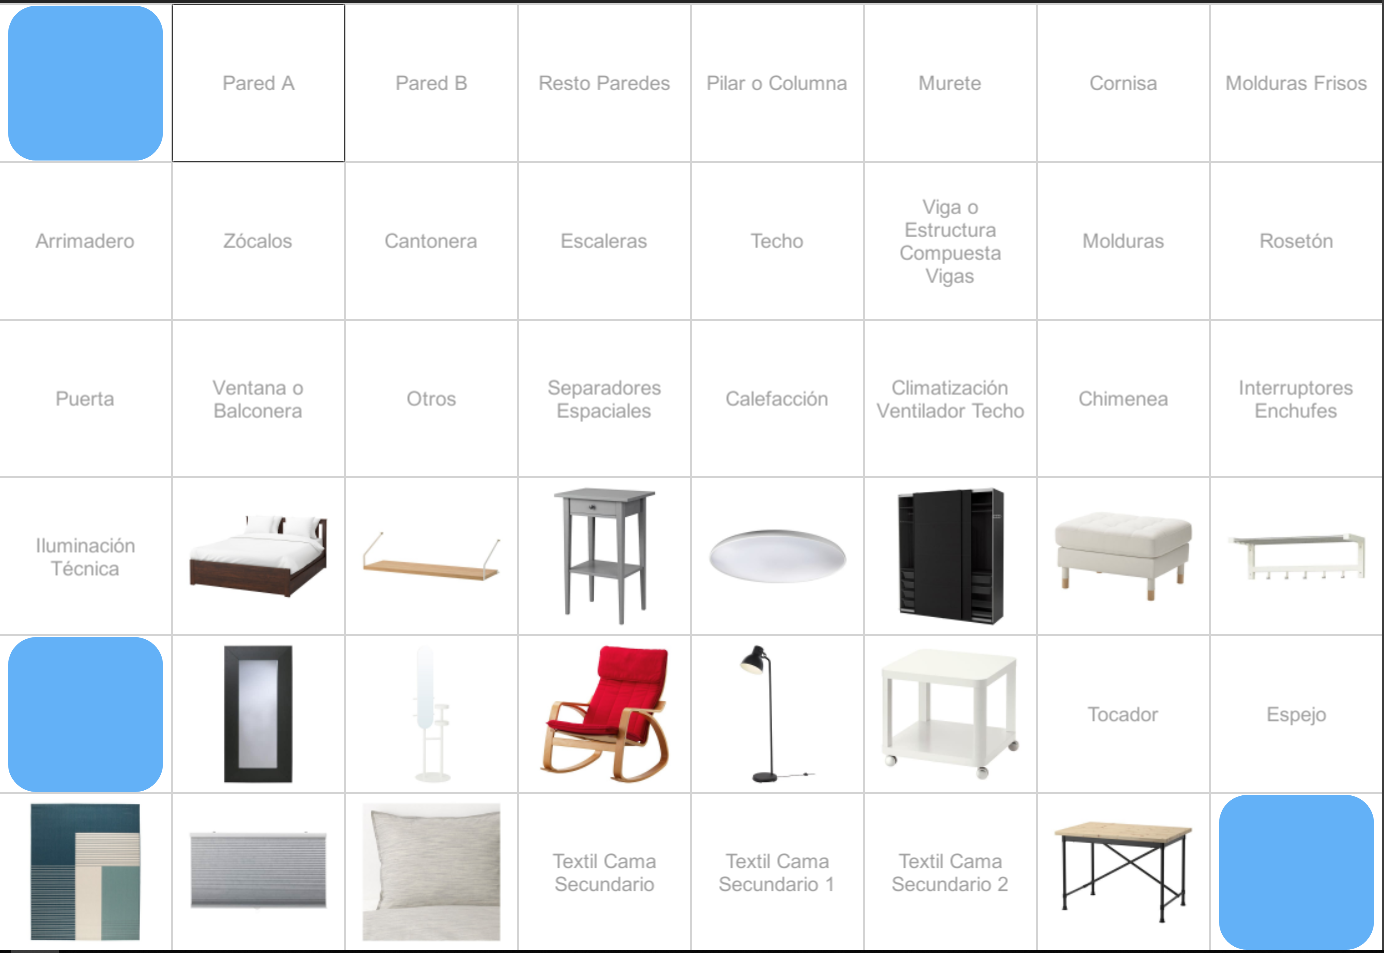 Pared A
Pared B
Resto Paredes
Pilar o Columna
Murete
Cornisa
Molduras Frisos
Arrimadero
Zócalos
Cantonera
Escaleras
Techo
Viga o
Estructura
Compuesta
Vigas
Molduras
Rosetón
Puerta
Ventana o
Balconera
Otros
Separadores
Espaciales
Calefacción
Climatización
Ventilador Techo
Chimenea
Interruptores
Enchufes
Iluminación
Técnica
Tocador
Espejo
Textil Cama
Secundario
Textil Cama
Secundario 1
Textil Cama
Secundario 2